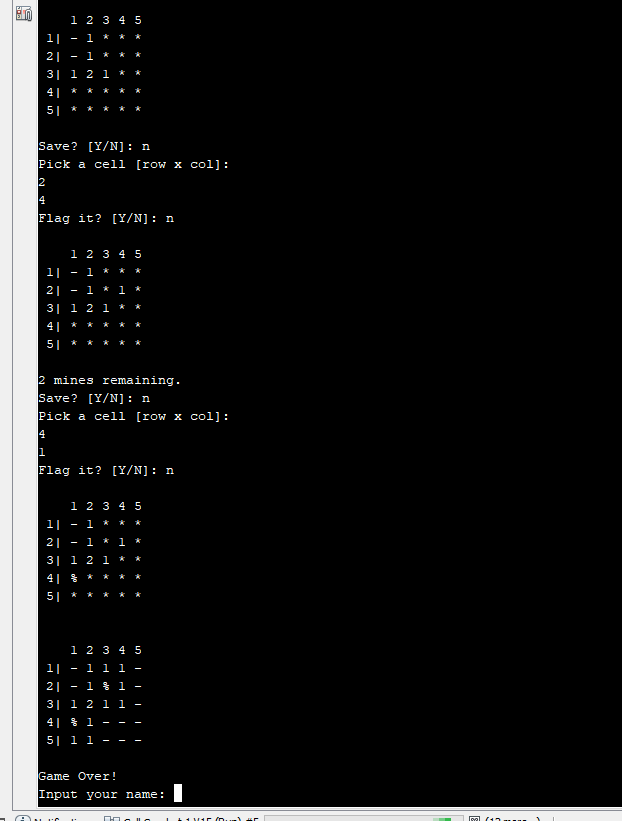 1 2 3 4 5
1| - 1 * * *
2| - 1 * * *
3| 1 2 1 * *
4| * * * * *
5| * * * * *
Save? [Y/N]: n
Pick a cell [row x col]:
2
4
Flag it? [Y/N]: n
1 2 3 4 5
1| - 1 * * *
2| - 1 * 1 *
3| 1 2 1 * *
4| * * * * *
5| * * * * *
2 mines remaining.
Save? [Y/N]: n
Pick a cell [row x col]:
4
1
Flag it? [Y/N]: n
1 2 3 4 5
1| - 1 * * *
2| - 1 * 1 *
3| 1 2 1 * *
4| % * * * *
5| * * * * *
1 2 3 4 5
1| - 1 1 1 -
2| - 1 % 1 -
3| 1 2 1 1 -
4| % 1 - - -
5| 1 1 - - -
Game Over!
Input your name: